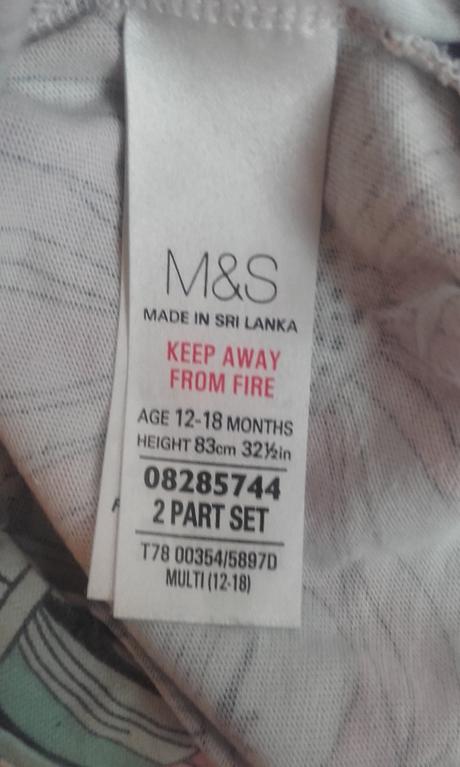 M&S
MADE IN SRI LANKA
KEEP AWAY
FROM FIRE
AGE 12-18 MONTHS
HEIGHT 83cm 32½in
08285744
2 PART SET
T78 00354/5897D
MULTI (12-18)